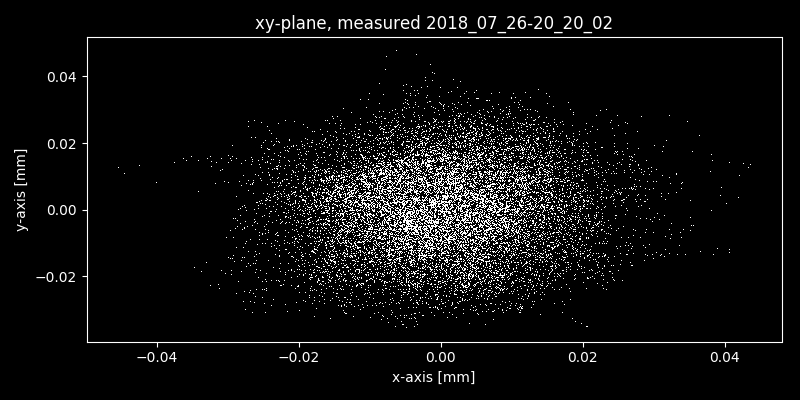 xy-plane, measured 2018_07_26-20_20_02
y-axis [mm]
0.04
0.02
0.00
−0.02
−0.04 −0.02 0.00 0.02 0.04
x-axis [mm]